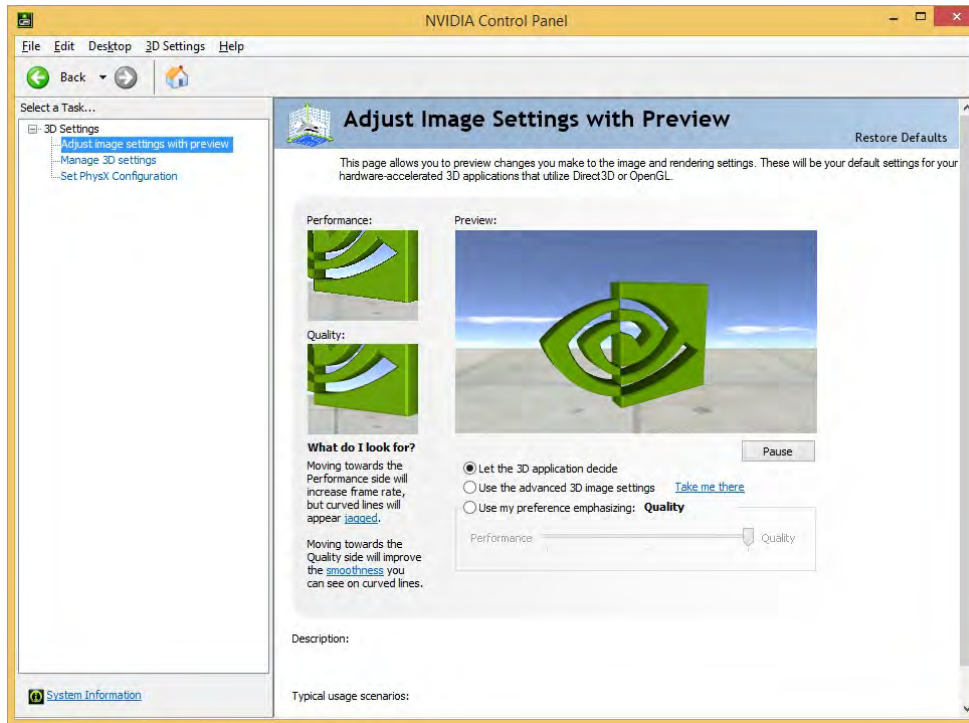 NVIDIA Control Panel
File Edit Desktop 3D Settings Help
Back
Select a Task...
3D Settings
Adjust image settings with preview
Manage 3D settings
Set PhysX Configuration
System Information
Adjust Image Settings with Preview
Restore Defaults
This page allows you to preview changes you make to the image and rendering settings. These will be your default settings for your
hardware-accelerated 3D applications that utilize Direct3D or OpenGL.
Performance:
Quality:
What do I look for?
Moving towards the
Performance side will
increase frame rate,
but curved lines will
appear jagged.
Moving towards the
Quality side will improve
the smoothness you
can see on curved lines.
Preview:
Pause
Let the 3D application decide
Use the advanced 3D image settings Take me there
Use my preference emphasizing: Quality
Performance Quality
Description:
Typical usage scenarios: